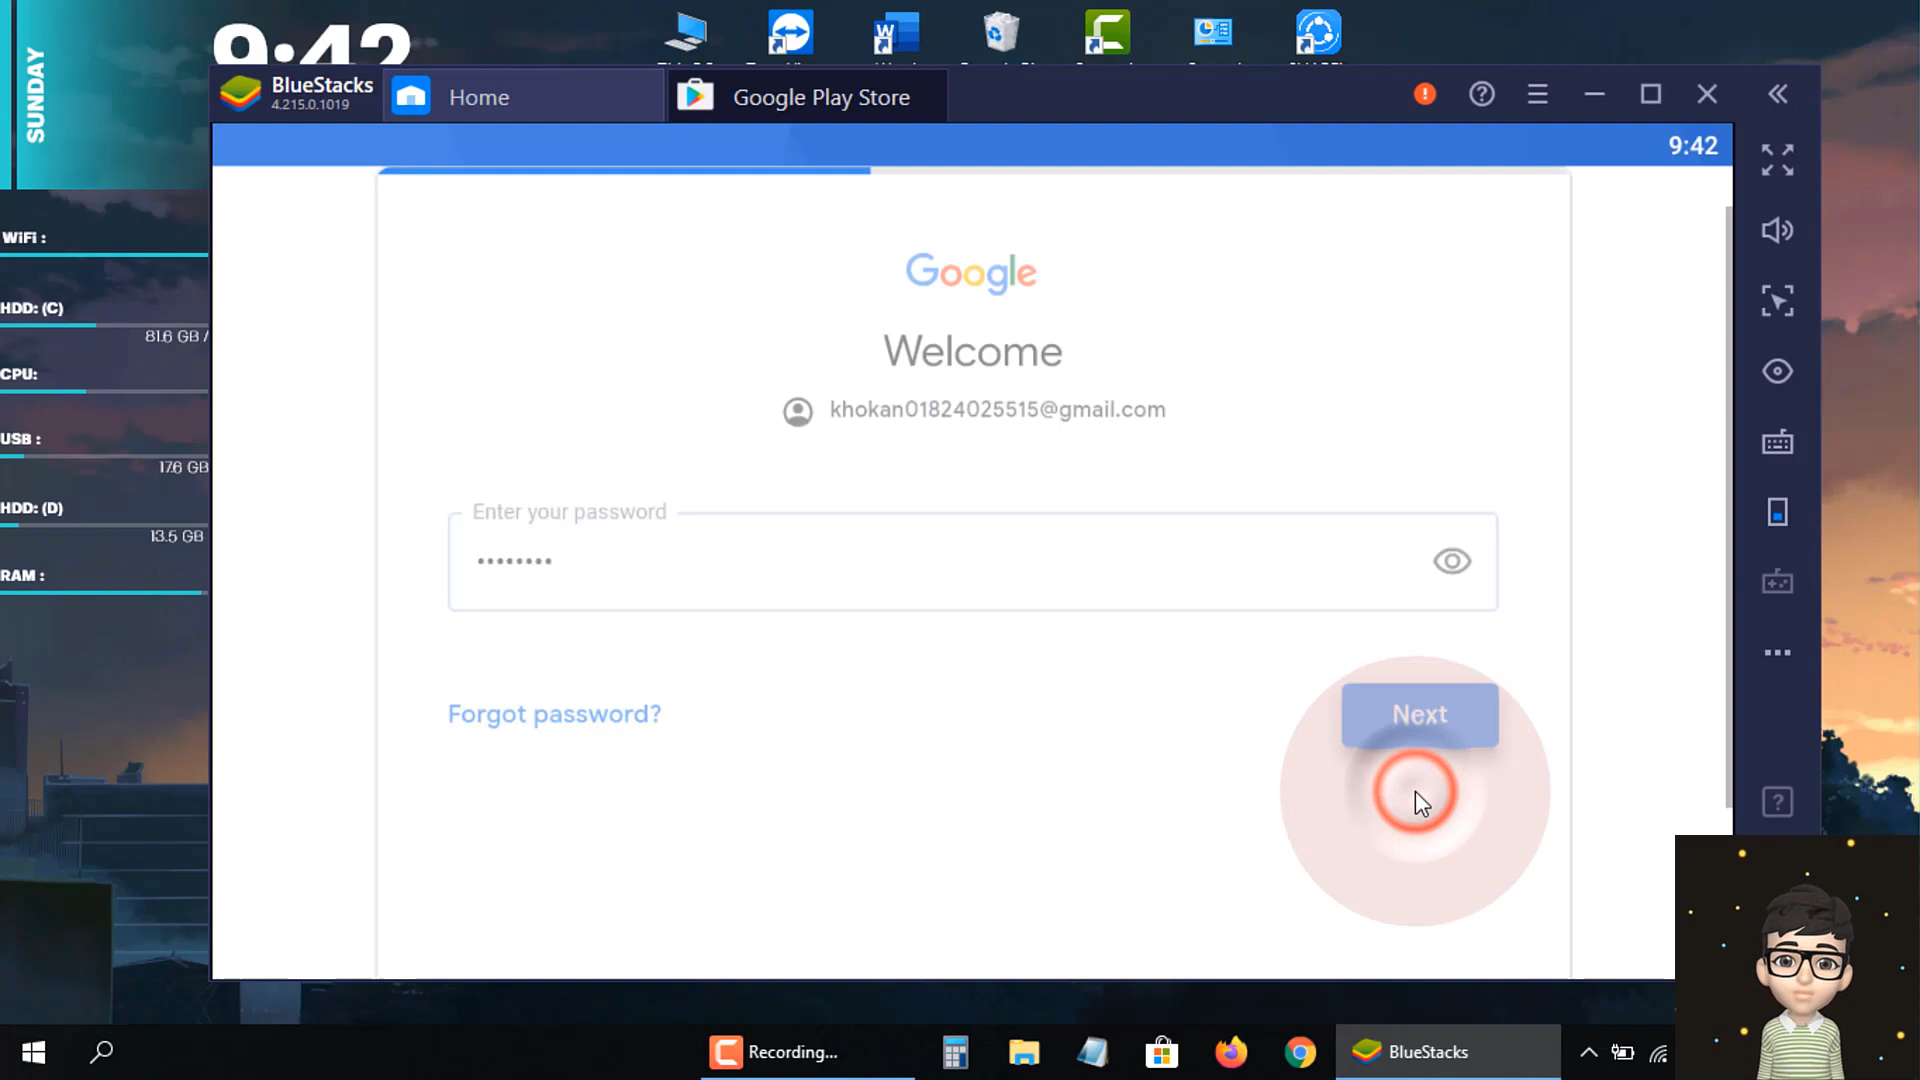 SUNDAY
9:42
BlueStacks
4.215.0.1019
Home
Google Play Store
9:42
WiFi :
HDD: (C)
81.6 GB /
CPU:
USB :
17.6 GB
HDD: (D)
13.5 GB
RAM :
Google
Welcome
khokan01824025515@gmail.com
Enter your password
••••••••
Forgot password?
Next
Recording...
BlueStacks